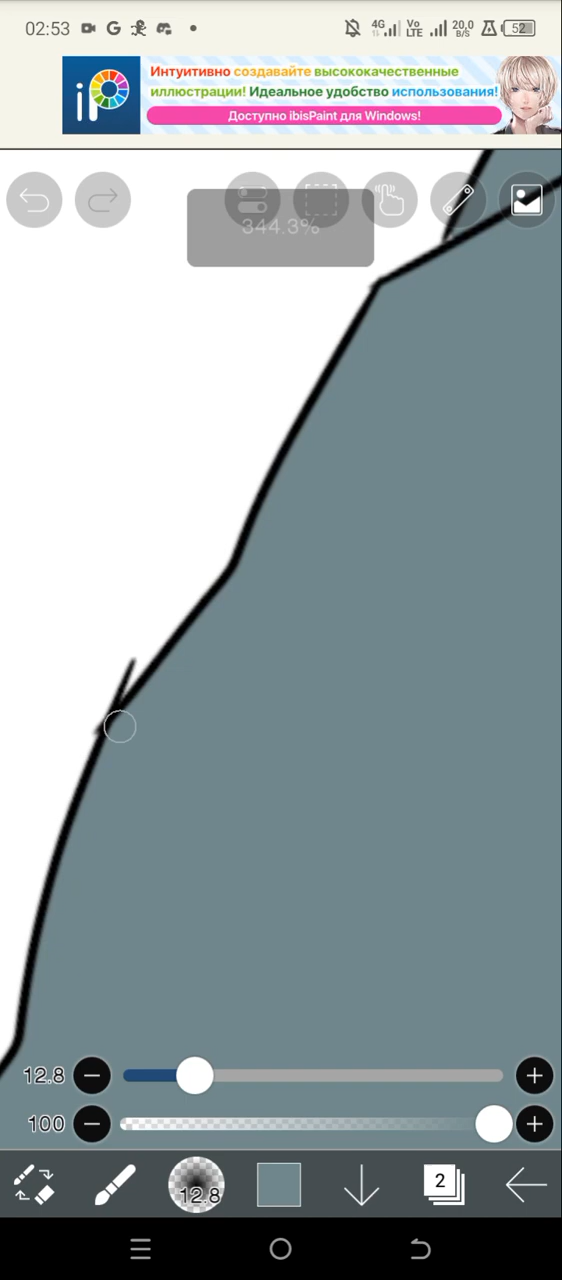 02:53
4G
Vo
LTE
20,0
B/S
52
iP
Интуитивно создавайте высококачественные
иллюстрации! Идеальное удобство использования!
Доступно ibisPaint для Windows!
344.3%
12.8
100
12.8
2